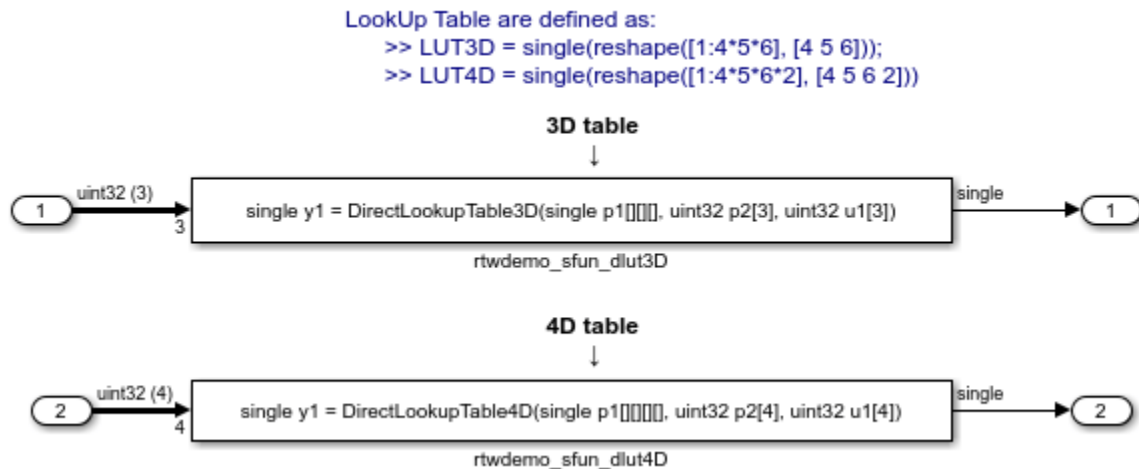 LookUp Table are defined as:
>> LUT3D = single(reshape([1:4*5*6], [4 5 6]));
>> LUT4D = single(reshape([1:4*5*6*2], [4 5 6 2]))
3D table
↓
uint32 (3)
single
1
single y1 = DirectLookupTable3D(single p1[][][], uint32 p2[3], uint32 u1[3])
1
3
rtwdemo_sfun_dlut3D
4D table
↓
uint32 (4)
single
2
single y1 = DirectLookupTable4D(single p1[][][][], uint32 p2[4], uint32 u1[4])
2
4
rtwdemo_sfun_dlut4D